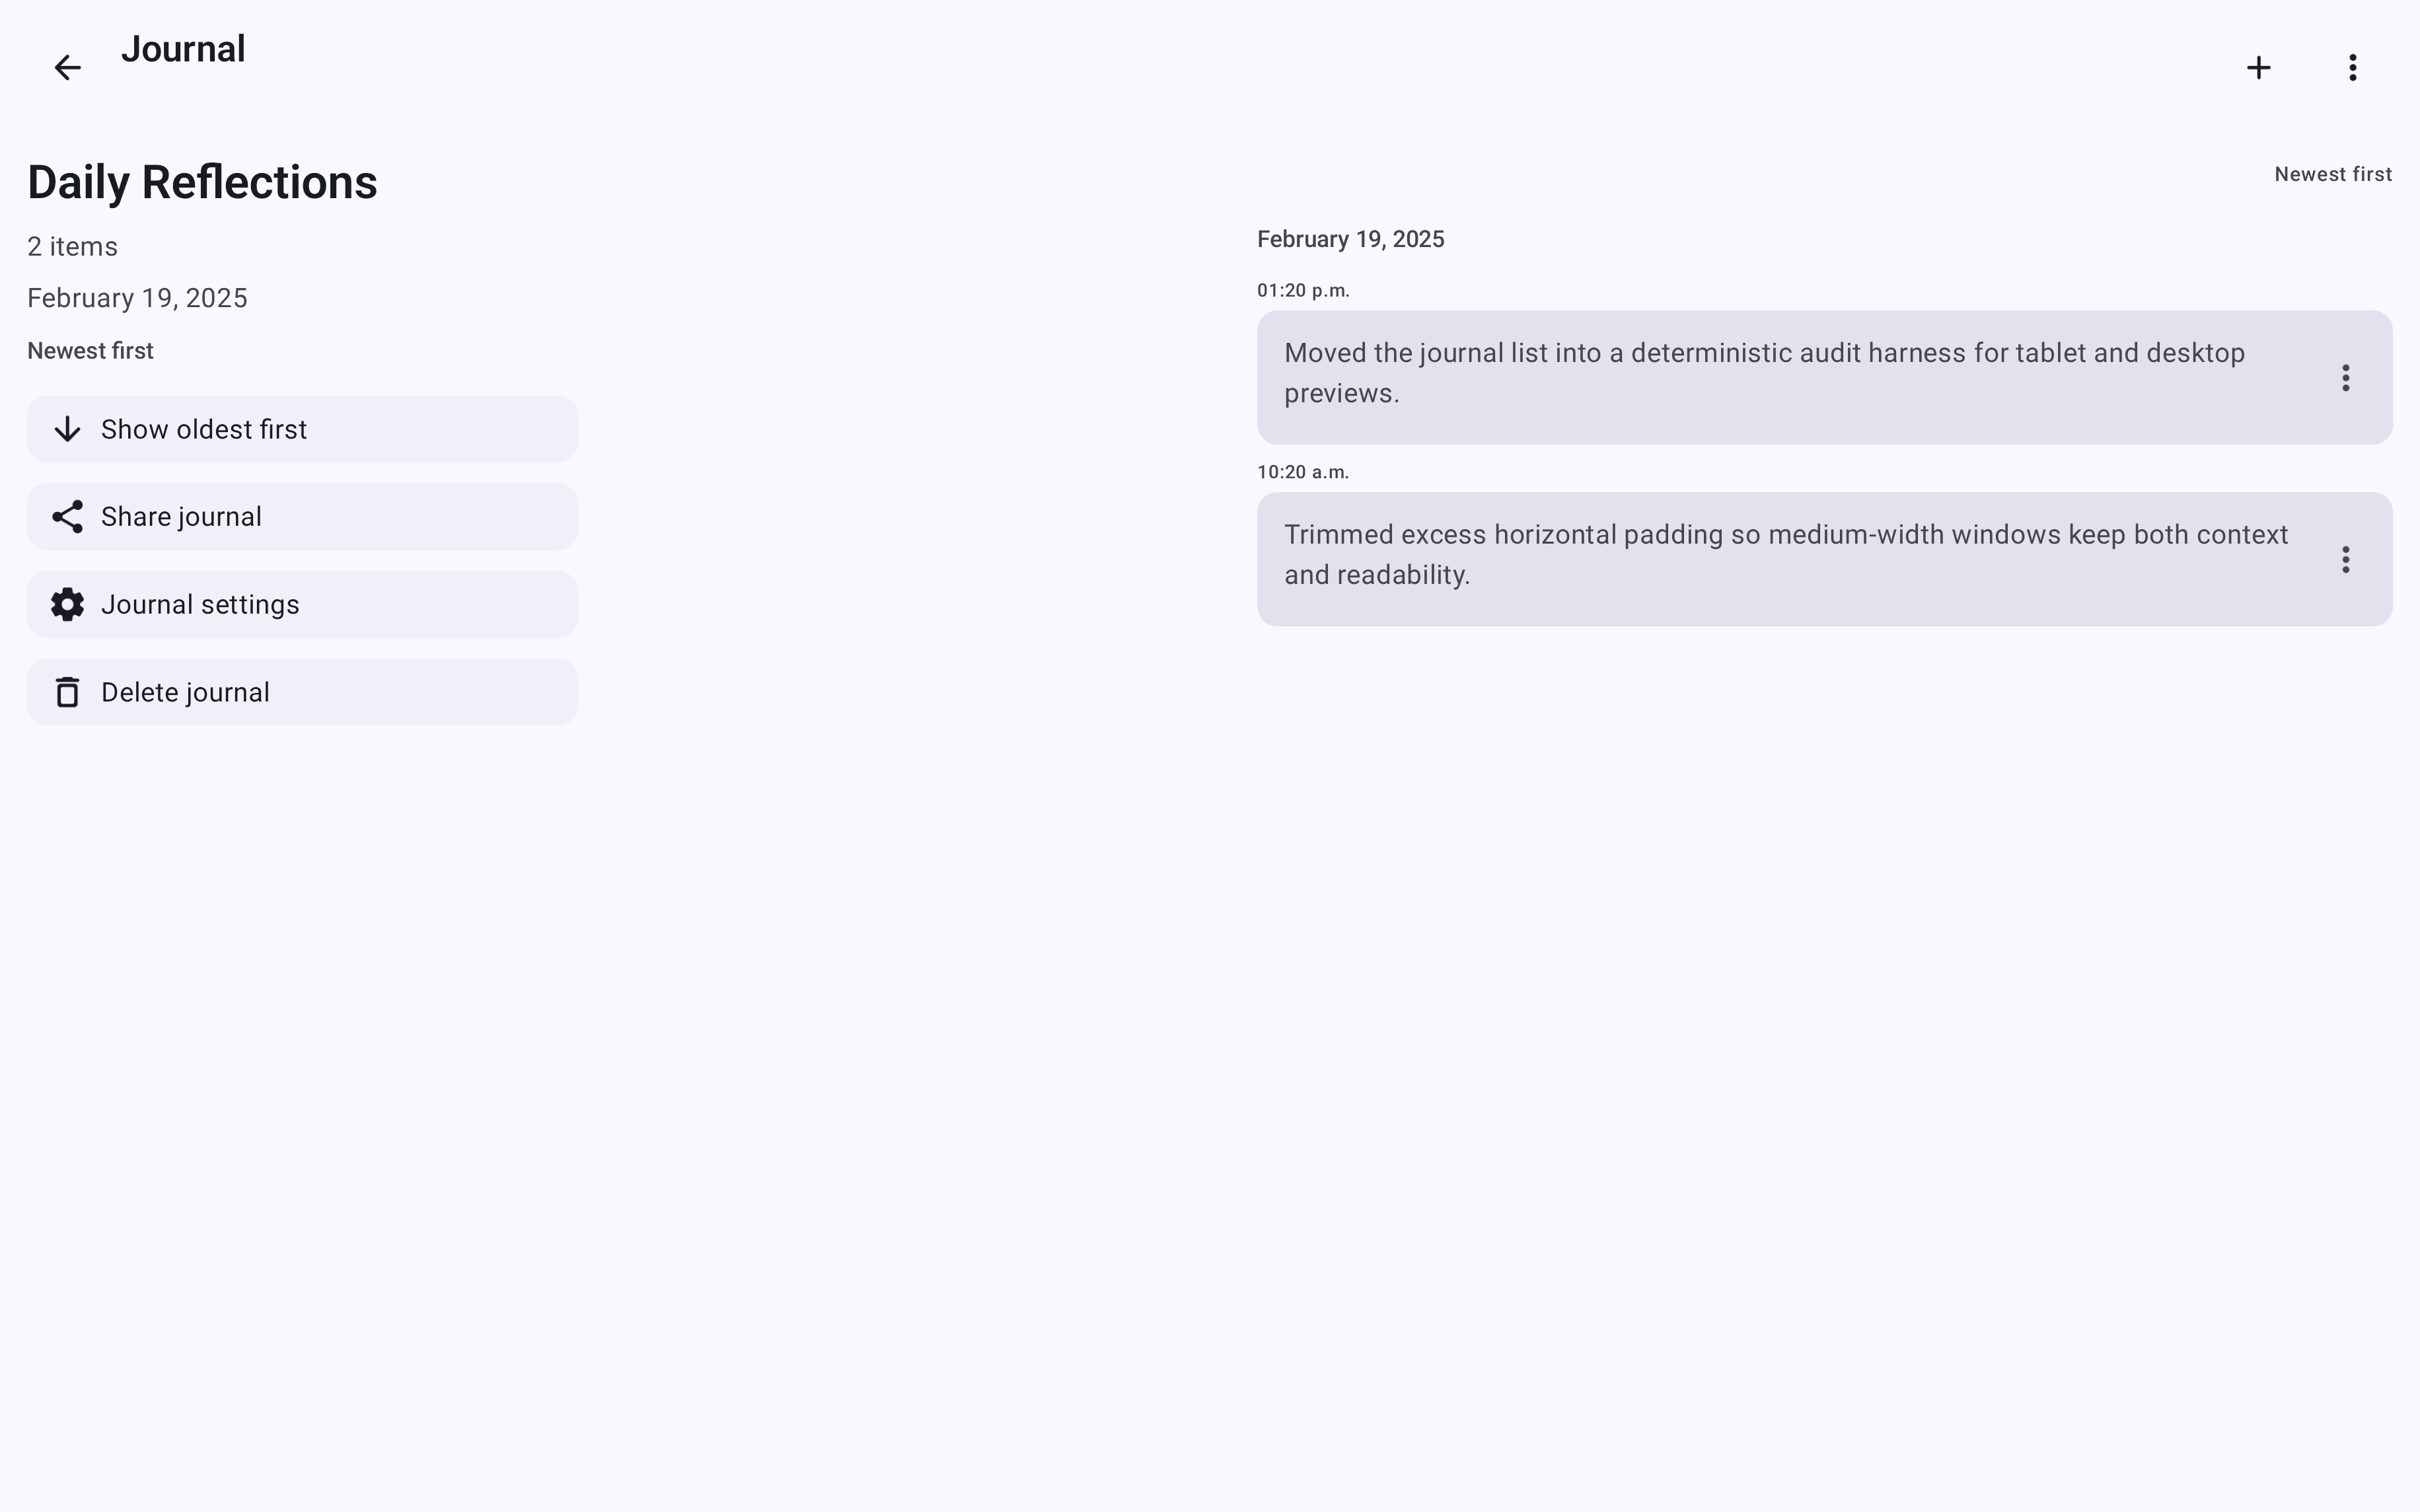 Journal
Daily Reflections
2 items
February 19, 2025
Newest first
Show oldest first
Share journal
Journal settings
Delete journal
Newest first
February 19, 2025
01:20 p.m.
Moved the journal list into a deterministic audit harness for tablet and desktop
previews.
10:20 a.m.
Trimmed excess horizontal padding so medium-width windows keep both context
and readability.